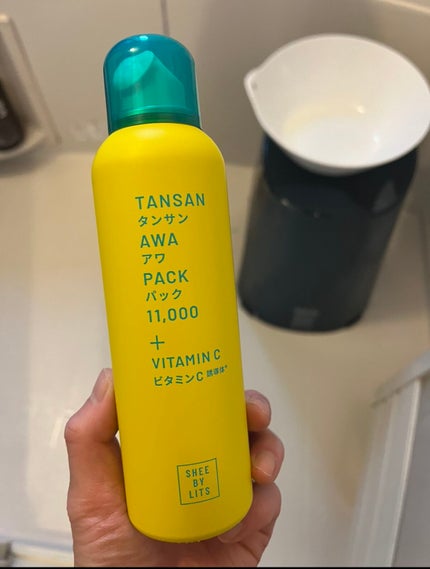 TANSAN
タンサン
AWA
アワ
PACK
パック
11,000
+
VITAMIN C
ビタミンC 誘導体*
SHEE
BY
LITS